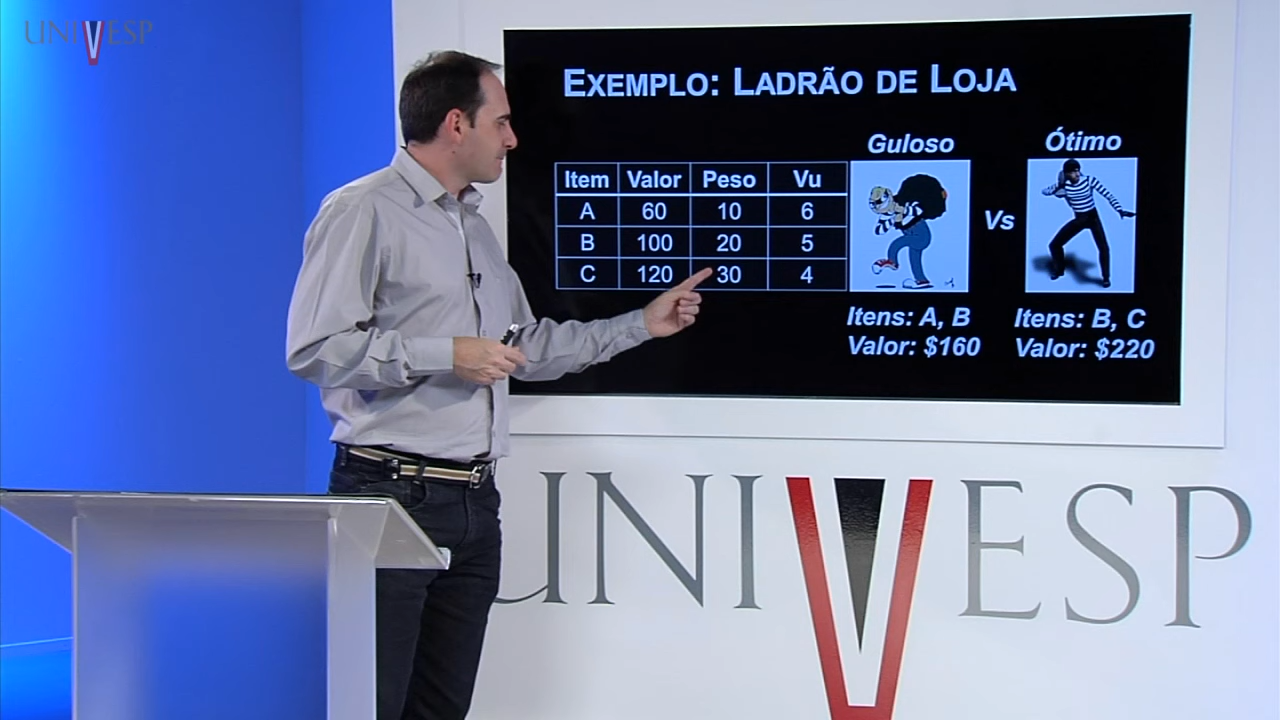 UNIVESP
EXEMPLO: LADRÃO DE LOJA
Guloso
Ótimo
Item Valor Peso Vu
A 60 10 6
B 100 20 5
C 120 30 4
Vs
Itens: A, B
Valor: $160
Itens: B, C
Valor: $220
UNIVESP